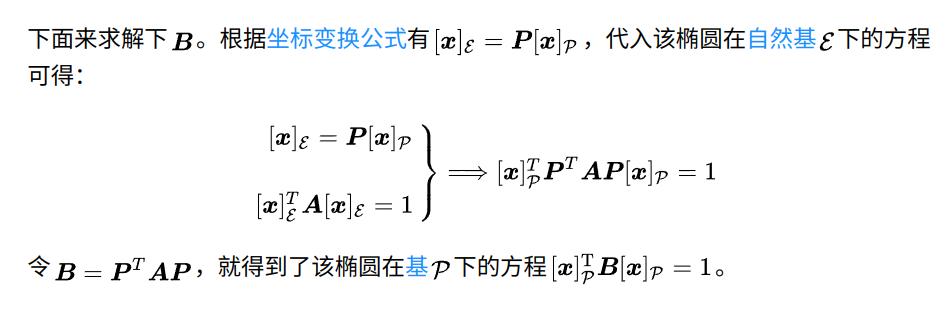 下面来求解下 $\boldsymbol{B}$。根据坐标变换公式有 $[\boldsymbol{x}]_{\mathcal{E}} = \boldsymbol{P}[\boldsymbol{x}]_{\mathcal{P}}$ ，代入该椭圆在自然基 $\mathcal{E}$ 下的方程
可得：
$\left.\begin{array}{r}[\boldsymbol{x}]_{\mathcal{E}} = \boldsymbol{P}[\boldsymbol{x}]_{\mathcal{P}} \\ [\boldsymbol{x}]_{\mathcal{E}}^{T}\boldsymbol{A}[\boldsymbol{x}]_{\mathcal{E}} = 1\end{array}\right\} \Longrightarrow [\boldsymbol{x}]_{\mathcal{P}}^{T}\boldsymbol{P}^{T}\boldsymbol{A}\boldsymbol{P}[\boldsymbol{x}]_{\mathcal{P}} = 1$
令 $\boldsymbol{B} = \boldsymbol{P}^{T}\boldsymbol{A}\boldsymbol{P}$，就得到了该椭圆在基 $\mathcal{P}$ 下的方程 $[\boldsymbol{x}]_{\mathcal{P}}^{\mathrm{T}}\boldsymbol{B}[\boldsymbol{x}]_{\mathcal{P}} = 1$。